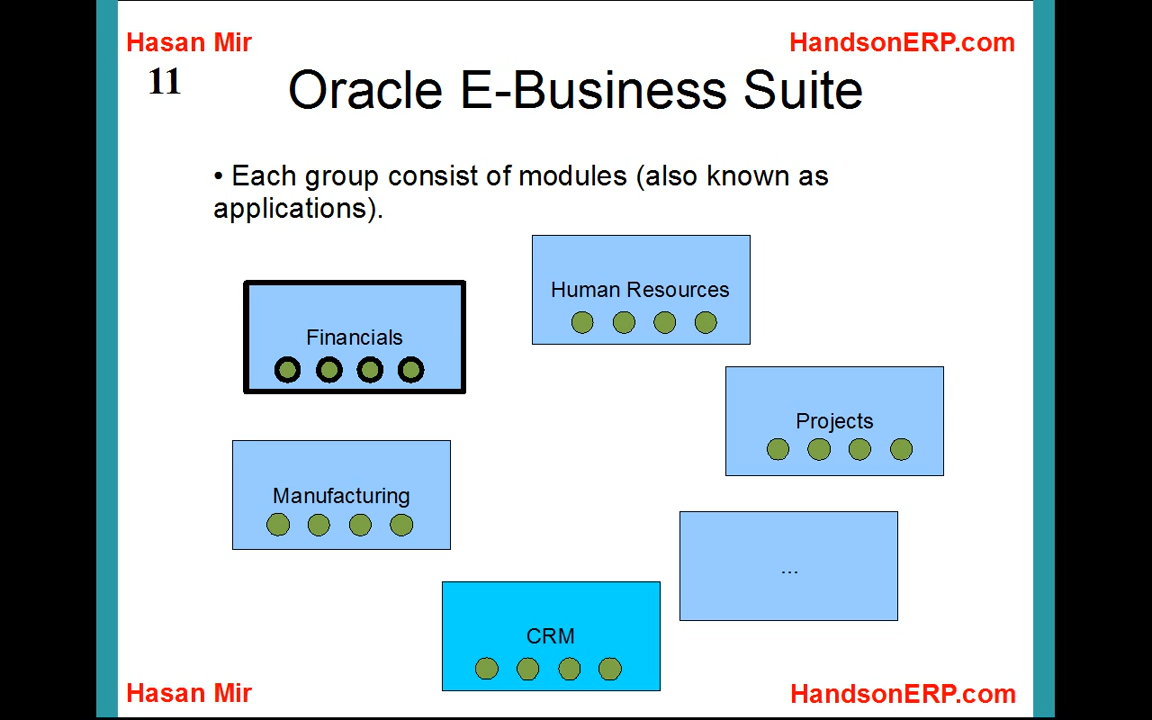 Hasan Mir
HandsonERP.com
11
Oracle E-Business Suite
• Each group consist of modules (also known as
applications).
Human Resources
Financials
Projects
Manufacturing
...
CRM
Hasan Mir
HandsonERP.com